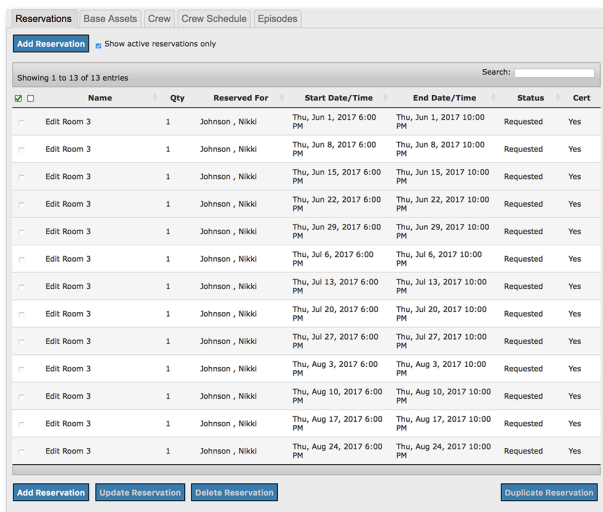 Reservations Base Assets Crew Crew Schedule Episodes
Add Reservation Show active reservations only
Search:
Showing 1 to 13 of 13 entries
Name Qty Reserved For Start Date/Time End Date/Time Status Cert
Edit Room 3 1 Johnson , Nikki Thu, Jun 1, 2017 6:00 PM Thu, Jun 1, 2017 10:00 PM Requested Yes
Edit Room 3 1 Johnson , Nikki Thu, Jun 8, 2017 6:00 PM Thu, Jun 8, 2017 10:00 PM Requested Yes
Edit Room 3 1 Johnson , Nikki Thu, Jun 15, 2017 6:00 PM Thu, Jun 15, 2017 10:00 PM Requested Yes
Edit Room 3 1 Johnson , Nikki Thu, Jun 22, 2017 6:00 PM Thu, Jun 22, 2017 10:00 PM Requested Yes
Edit Room 3 1 Johnson , Nikki Thu, Jun 29, 2017 6:00 PM Thu, Jun 29, 2017 10:00 PM Requested Yes
Edit Room 3 1 Johnson , Nikki Thu, Jul 6, 2017 6:00 PM Thu, Jul 6, 2017 10:00 PM Requested Yes
Edit Room 3 1 Johnson , Nikki Thu, Jul 13, 2017 6:00 PM Thu, Jul 13, 2017 10:00 PM Requested Yes
Edit Room 3 1 Johnson , Nikki Thu, Jul 20, 2017 6:00 PM Thu, Jul 20, 2017 10:00 PM Requested Yes
Edit Room 3 1 Johnson , Nikki Thu, Jul 27, 2017 6:00 PM Thu, Jul 27, 2017 10:00 PM Requested Yes
Edit Room 3 1 Johnson , Nikki Thu, Aug 3, 2017 6:00 PM Thu, Aug 3, 2017 10:00 PM Requested Yes
Edit Room 3 1 Johnson , Nikki Thu, Aug 10, 2017 6:00 PM Thu, Aug 10, 2017 10:00 PM Requested Yes
Edit Room 3 1 Johnson , Nikki Thu, Aug 17, 2017 6:00 PM Thu, Aug 17, 2017 10:00 PM Requested Yes
Edit Room 3 1 Johnson , Nikki Thu, Aug 24, 2017 6:00 PM Thu, Aug 24, 2017 10:00 PM Requested Yes
Add Reservation Update Reservation Delete Reservation Duplicate Reservation